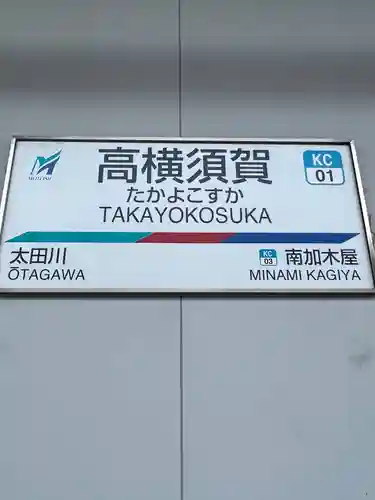 MEITETSU
高横須賀
KC
01
たかよこすか
TAKAYOKOSUKA
太田川
ŌTAGAWA
KC
03
南加木屋
MINAMI KAGIYA